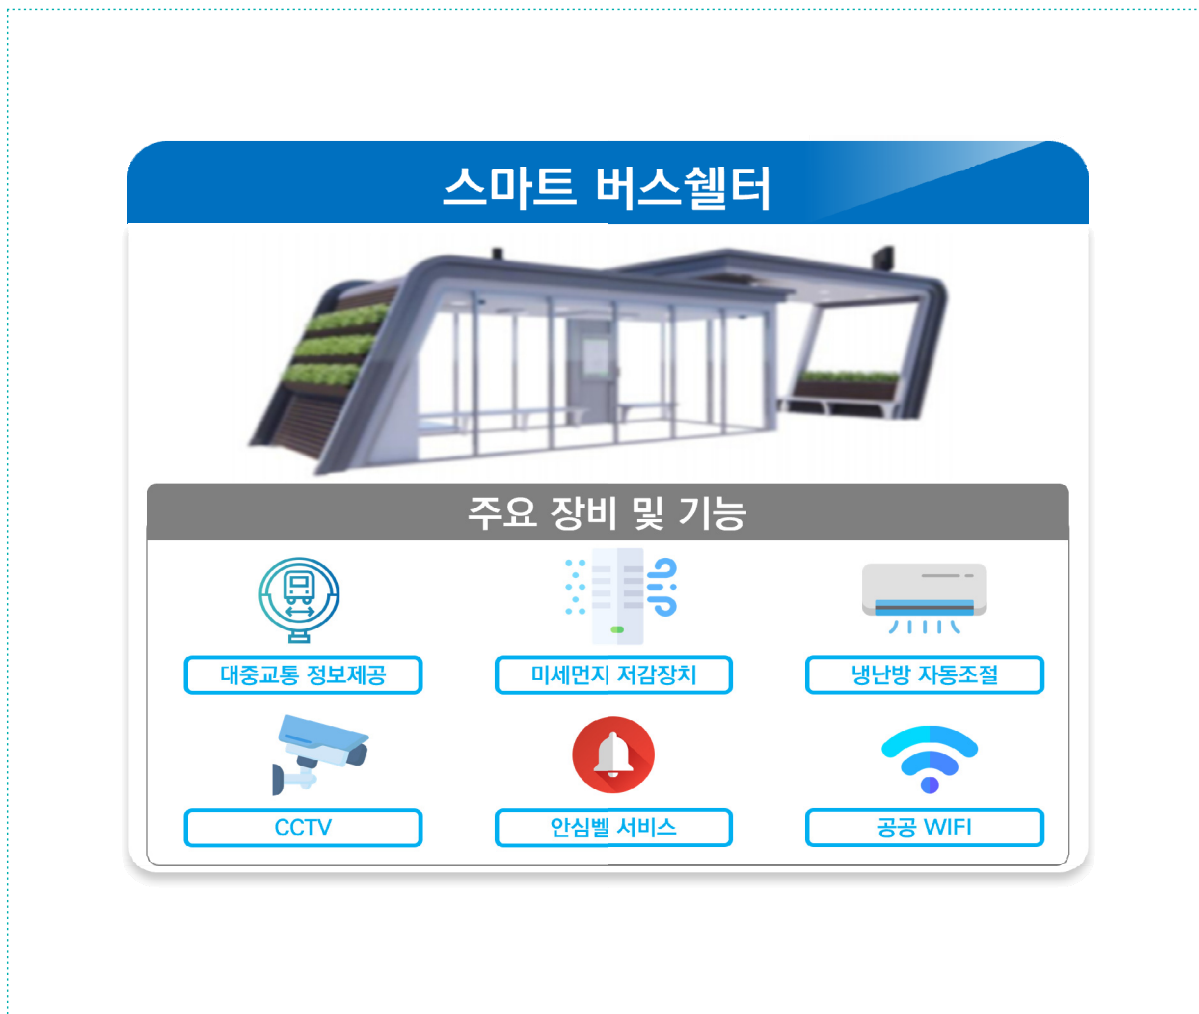 스마트 버스쉘터
주요 장비 및 기능
대중교통 정보제공
미세먼지 저감장치
냉난방 자동조절
CCTV
안심벨 서비스
공공 WIFI